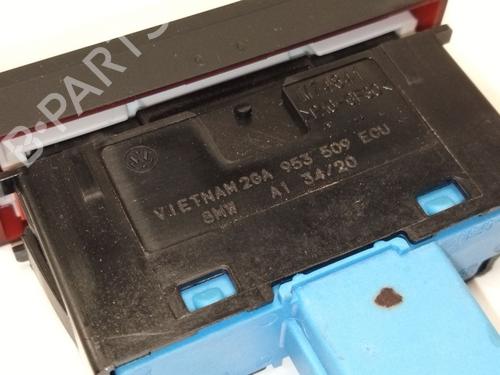 B-PARTS
VIETNAM 2GA 953 509 ECU
8MW A1 34/20